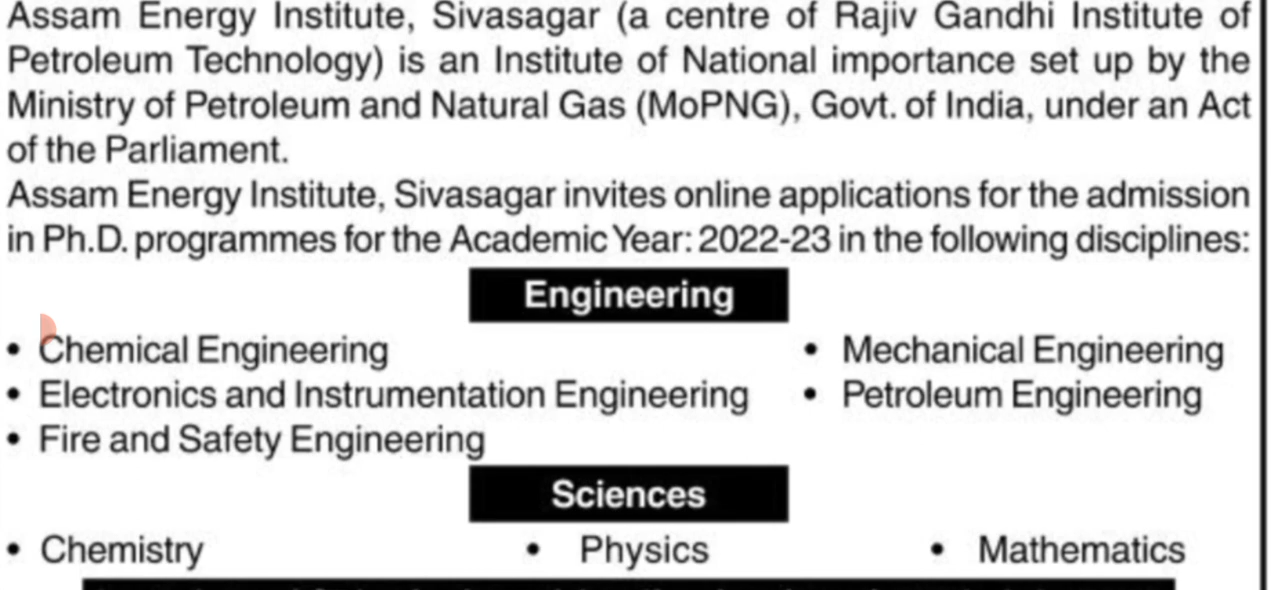 Assam Energy Institute, Sivasagar (a centre of Rajiv Gandhi Institute of
Petroleum Technology) is an Institute of National importance set up by the
Ministry of Petroleum and Natural Gas (MoPNG), Govt. of India, under an Act
of the Parliament.
Assam Energy Institute, Sivasagar invites online applications for the admission
in Ph.D. programmes for the Academic Year: 2022-23 in the following disciplines:
Engineering
• Chemical Engineering • Mechanical Engineering
• Electronics and Instrumentation Engineering • Petroleum Engineering
• Fire and Safety Engineering
Sciences
• Chemistry • Physics • Mathematics